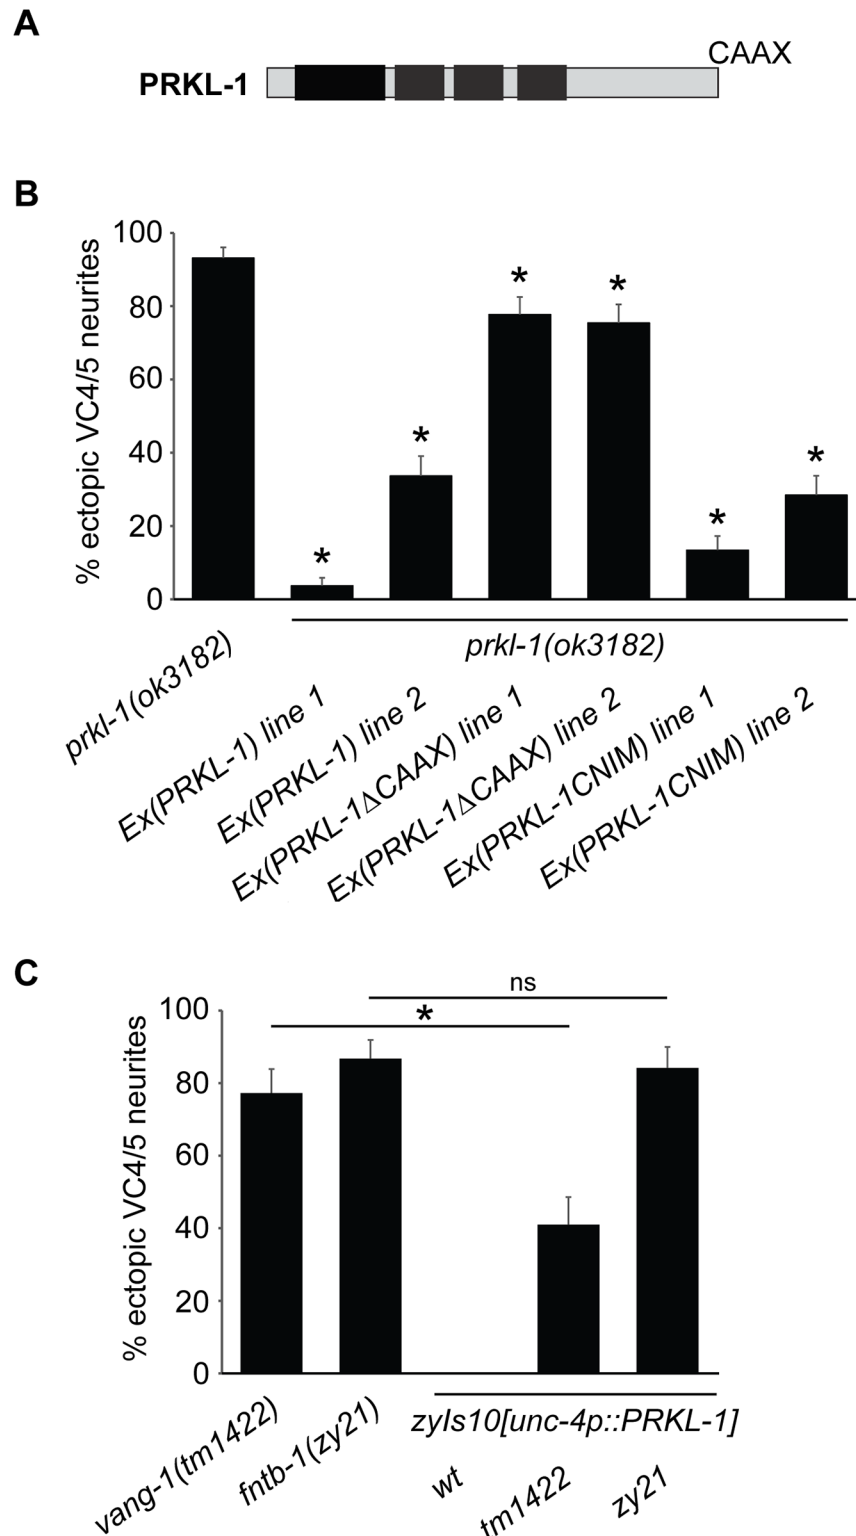 A
CAAX
PRKL-1
B
% ectopic VC4/5 neurites
100
80
60
40
20
0
*
*
*
*
*
*
prkl-1(ok3182)
prkl-1(ok3182)
Ex(PRKL-1) line 1
Ex(PRKL-1) line 2
Ex(PRKL-1ΔCAAX) line 1
Ex(PRKL-1ΔCAAX) line 2
Ex(PRKL-1CNIM) line 1
Ex(PRKL-1CNIM) line 2
C
% ectopic VC4/5 neurites
100
80
60
40
20
0
ns
*
vang-1(tm1422)
fntb-1(zy21)
zyIs10[unc-4p::PRKL-1]
wt
tm1422
zy21